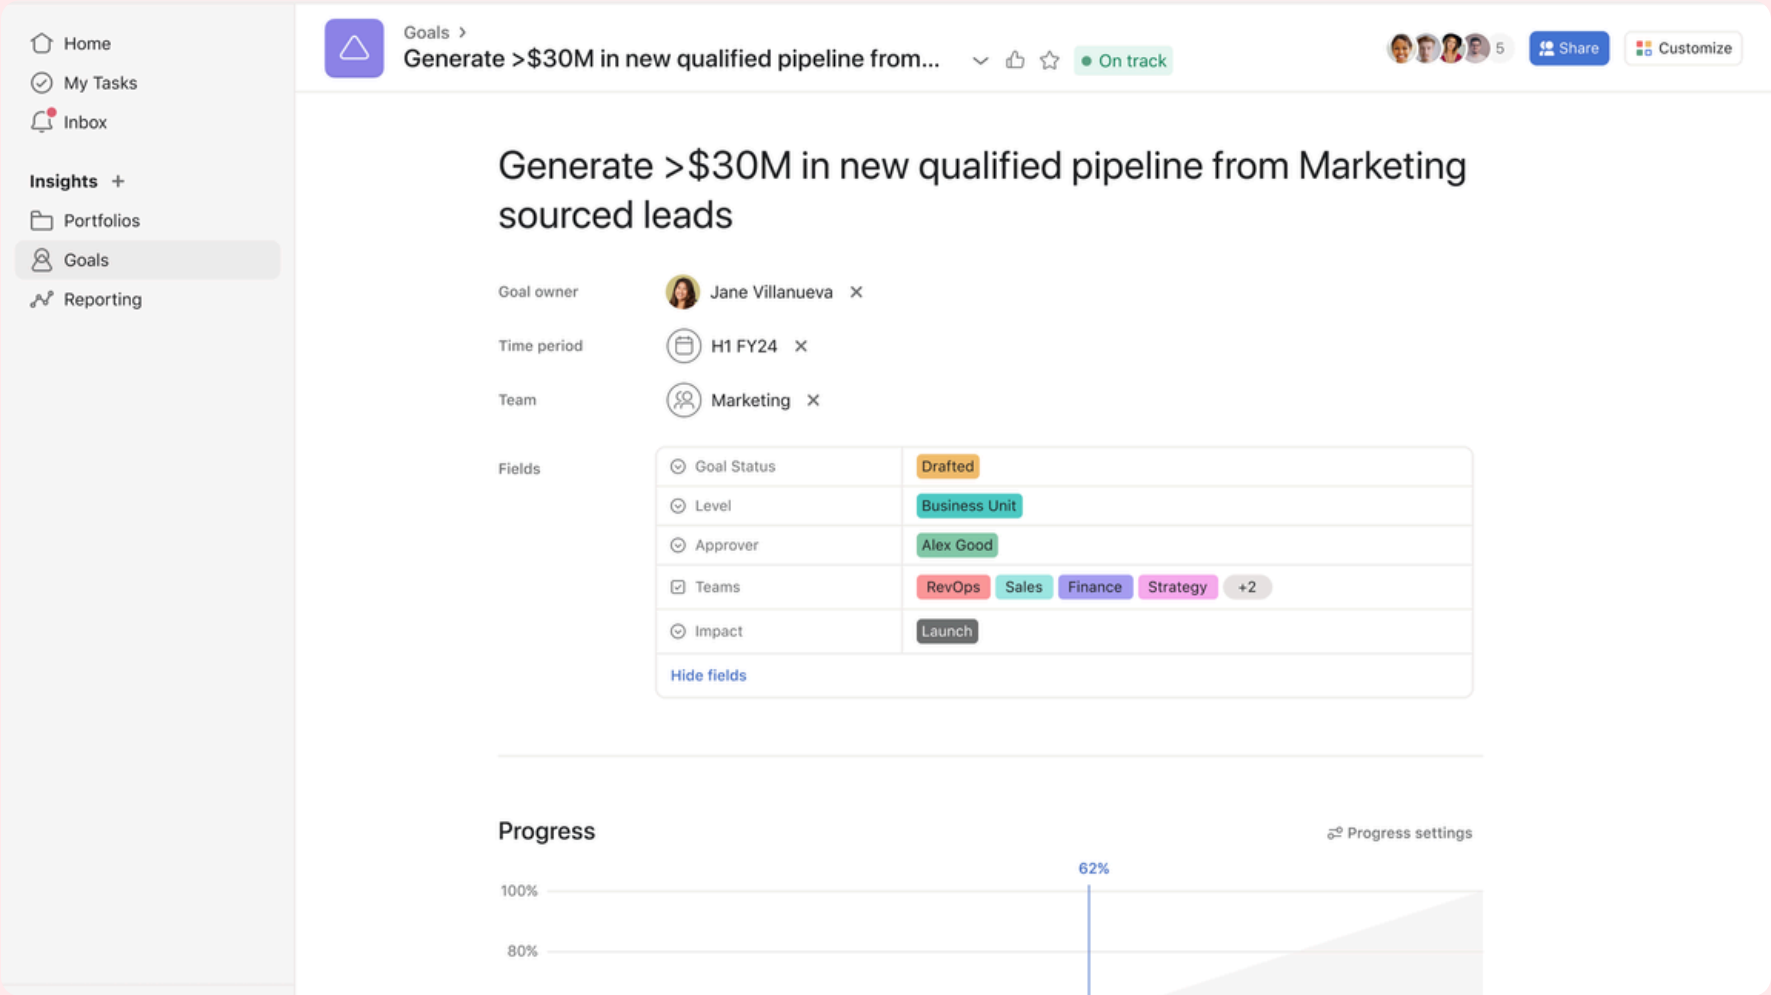 Home
My Tasks
Inbox
Insights +
Portfolios
Goals
Reporting
Goals >
Generate >$30M in new qualified pipeline from...
On track
5
Share
Customize
Generate >$30M in new qualified pipeline from Marketing
sourced leads
Goal owner Jane Villanueva
Time period H1 FY24
Team Marketing
Fields
Goal Status Drafted
Level Business Unit
Approver Alex Good
Teams RevOps Sales Finance Strategy +2
Impact Launch
Hide fields
Progress
Progress settings
62%
100%
80%